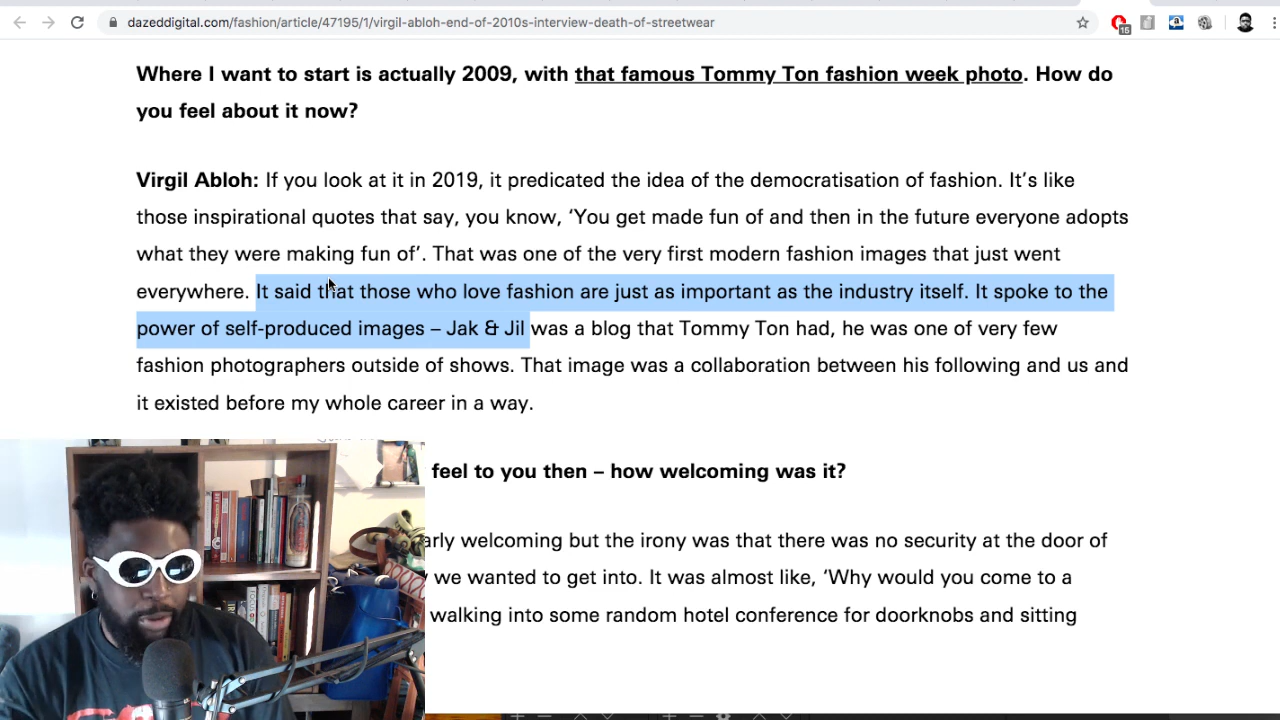 dazeddigital.com/fashion/article/47195/1/virgil-abloh-end-of-2010s-interview-death-of-streetwear
15
Where I want to start is actually 2009, with that famous Tommy Ton fashion week photo. How do
you feel about it now?
Virgil Abloh: If you look at it in 2019, it predicated the idea of the democratisation of fashion. It’s like
those inspirational quotes that say, you know, ‘You get made fun of and then in the future everyone adopts
what they were making fun of’. That was one of the very first modern fashion images that just went
everywhere. It said that those who love fashion are just as important as the industry itself. It spoke to the
power of self-produced images – Jak & Jil was a blog that Tommy Ton had, he was one of very few
fashion photographers outside of shows. That image was a collaboration between his following and us and
it existed before my whole career in a way.
feel to you then – how welcoming was it?
arly welcoming but the irony was that there was no security at the door of
we wanted to get into. It was almost like, ‘Why would you come to a
walking into some random hotel conference for doorknobs and sitting